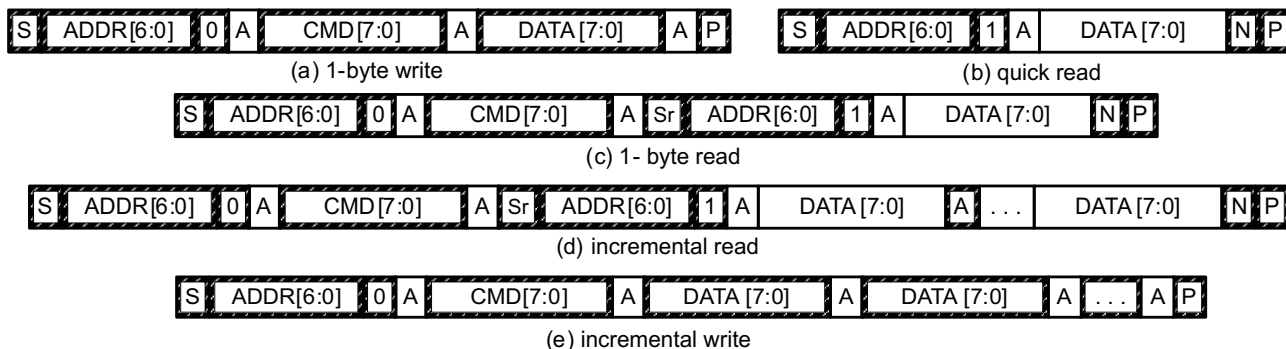 S ADDR[6:0] 0 A CMD[7:0] A DATA[7:0] A P
(a) 1-byte write
S ADDR[6:0] 1 A DATA[7:0] N P
(b) quick read
S ADDR[6:0] 0 A CMD[7:0] A Sr ADDR[6:0] 1 A DATA[7:0] N P
(c) 1- byte read
S ADDR[6:0] 0 A CMD[7:0] A Sr ADDR[6:0] 1 A DATA[7:0] A . . . DATA[7:0] N P
(d) incremental read
S ADDR[6:0] 0 A CMD[7:0] A DATA[7:0] A DATA[7:0] A . . . A P
(e) incremental write